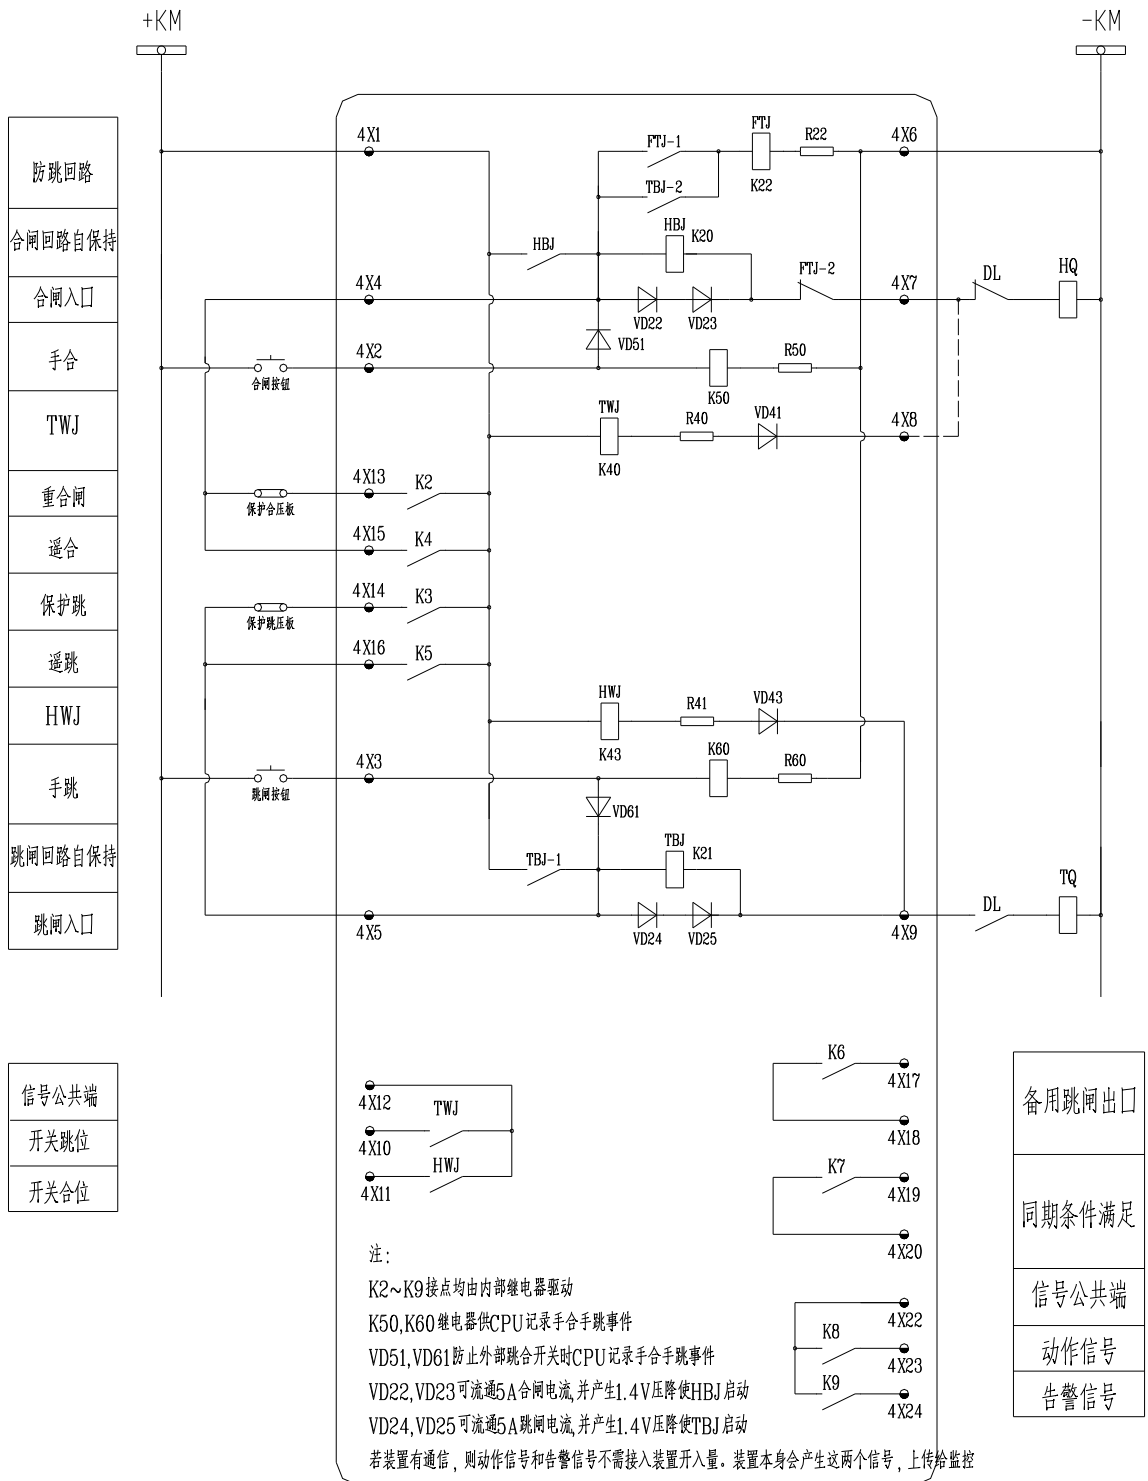 +KM
-KM
防跳回路
合闸回路自保持
合闸入口
手合
TWJ
重合闸
遥合
保护跳
遥跳
HWJ
手跳
跳闸回路自保持
跳闸入口
4X1
FTJ-1
FTJ
R22
4X6
K22
TBJ-2
HBJ
HBJ
K20
4X4
VD22
VD23
FTJ-2
4X7
DL
HQ
VD51
4X2
合闸按钮
K50
R50
TWJ
K40
R40
VD41
4X8
4X13
K2
保护合压板
4X15
K4
4X14
K3
保护跳压板
4X16
K5
HWJ
K43
R41
VD43
4X3
跳闸按钮
K60
R60
VD61
TBJ-1
TBJ
K21
4X5
VD24
VD25
4X9
DL
TQ
信号公共端
开关跳位
开关合位
4X12
TWJ
4X10
HWJ
4X11
K6
4X17
4X18
K7
4X19
4X20
4X22
K8
4X23
K9
4X24
备用跳闸出口
同期条件满足
信号公共端
动作信号
告警信号
注:
K2~K9接点均由内部继电器驱动
K50,K60继电器供CPU记录手合手跳事件
VD51,VD61防止外部跳合开关时CPU记录手合手跳事件
VD22,VD23可流通5A合闸电流,并产生1.4V压降使HBJ启动
VD24,VD25可流通5A跳闸电流,并产生1.4V压降使TBJ启动
若装置有通信，则动作信号和告警信号不需接入装置开入量。装置本身会产生这两个信号，上传给监控